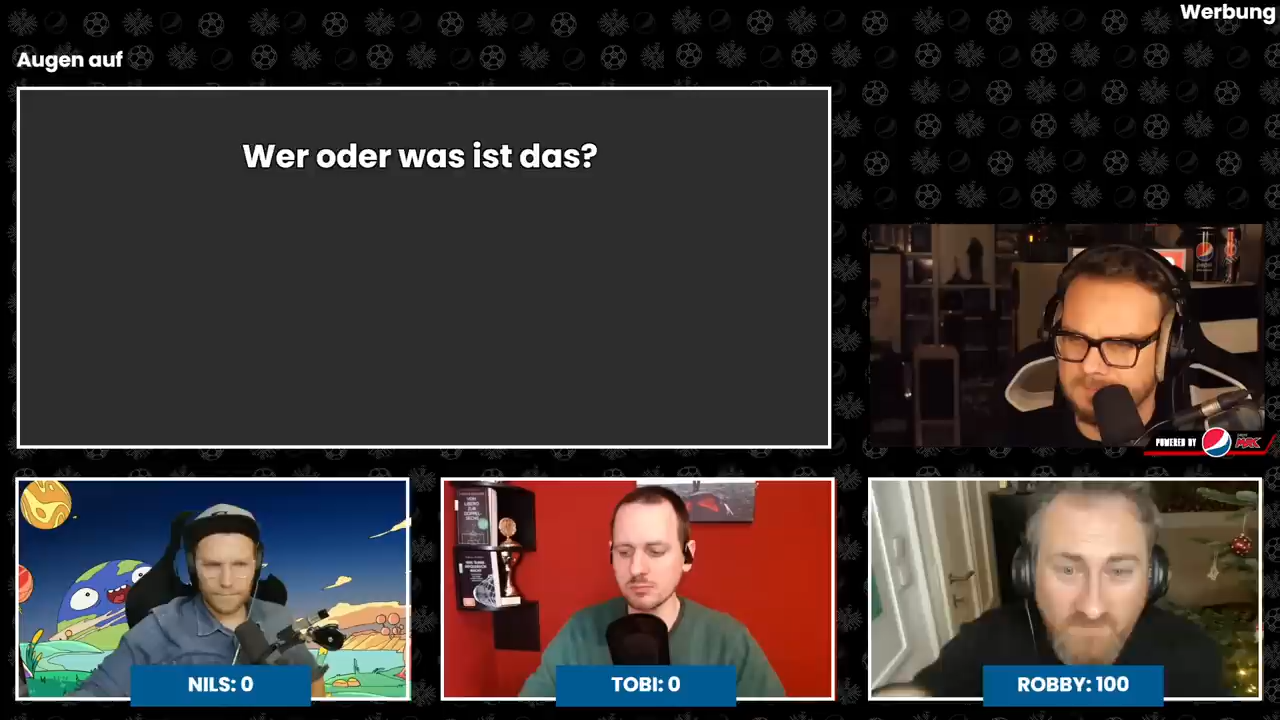 Werbung
Augen auf
Wer oder was ist das?
POWERED BY
NILS: 0
TOBI: 0
ROBBY: 100